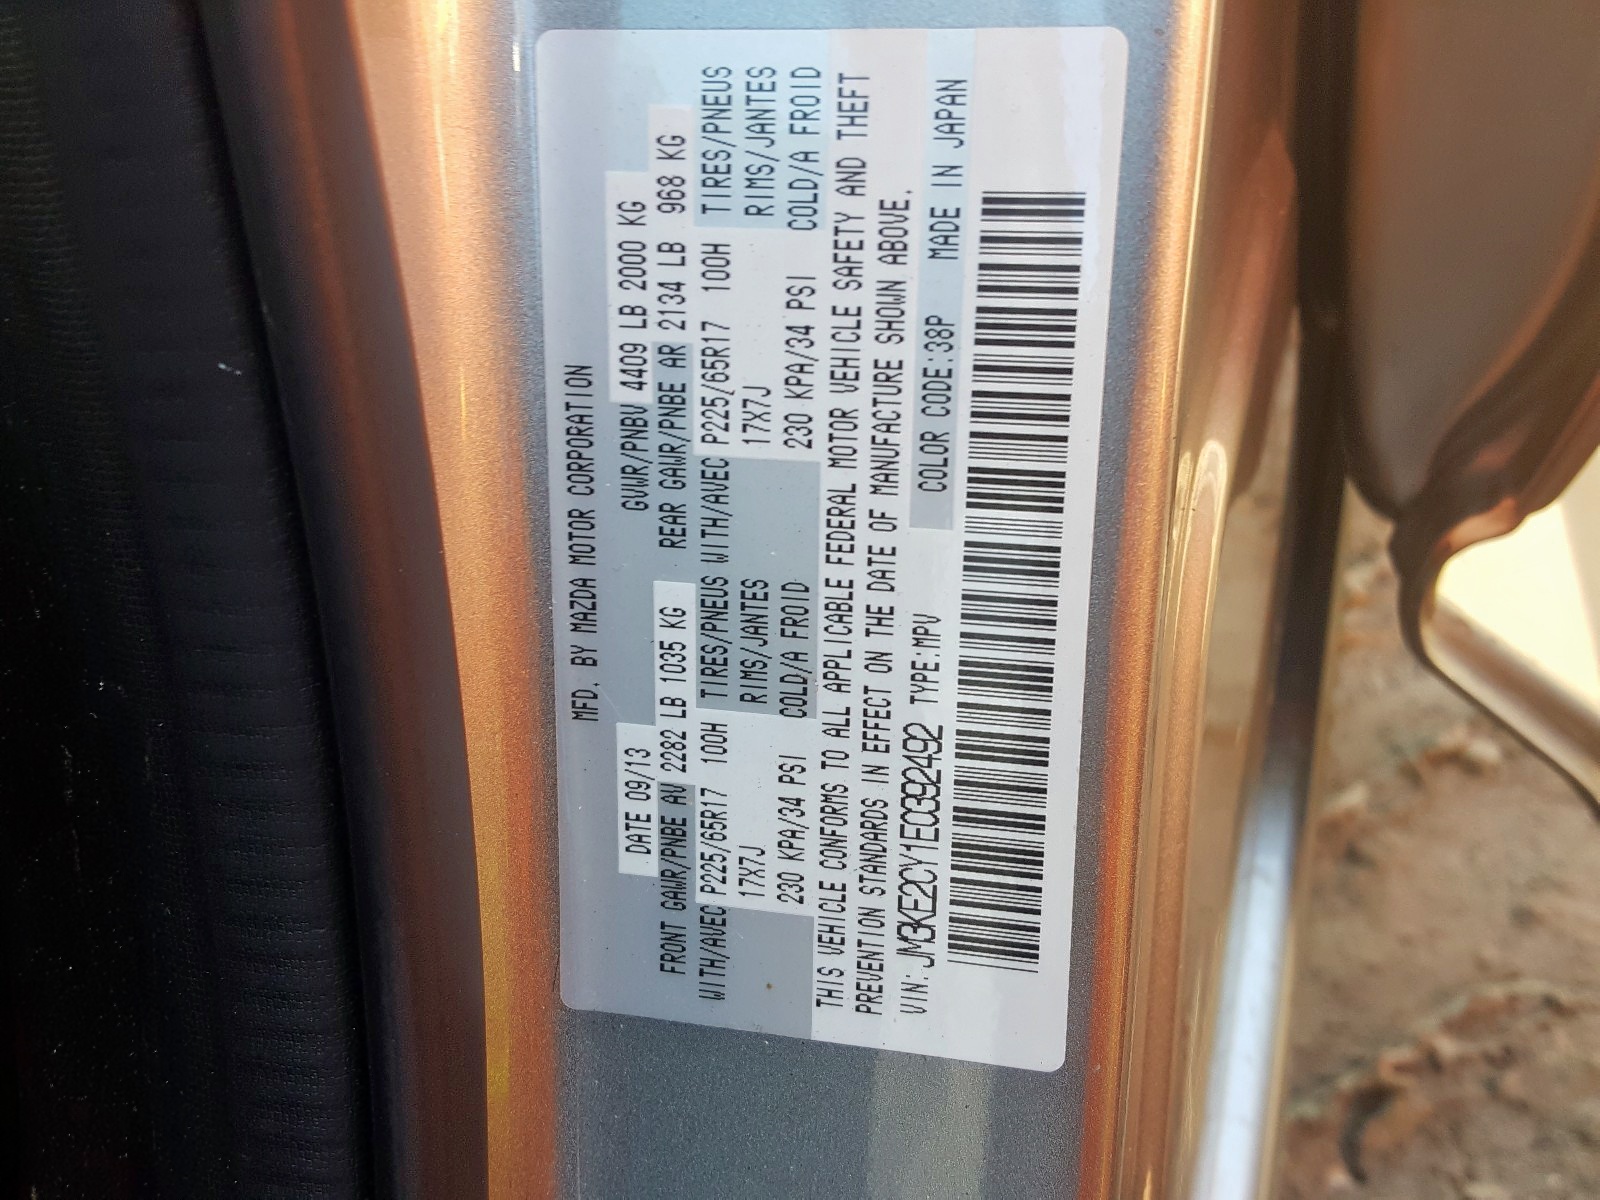 MFD. BY MAZDA MOTOR CORPORATION
DATE 09/13 GVWR/PNBV 4409 LB 2000 KG
FRONT GAWR/PNBE AV 2282 LB 1035 KG REAR GAWR/PNBE AR 2134 LB 968 KG
WITH/AVEC P225/65R17 100H TIRES/PNEUS WITH/AVEC P225/65R17 100H TIRES/PNEUS
17X7J RIMS/JANTES 17X7J RIMS/JANTES
230 KPA/34 PSI COLD/A FROID 230 KPA/34 PSI COLD/A FROID
THIS VEHICLE CONFORMS TO ALL APPLICABLE FEDERAL MOTOR VEHICLE SAFETY AND THEFT
PREVENTION STANDARDS IN EFFECT ON THE DATE OF MANUFACTURE SHOWN ABOVE.
VIN: JM3KE2CY1E0392492 TYPE:MPV COLOR CODE:38P MADE IN JAPAN